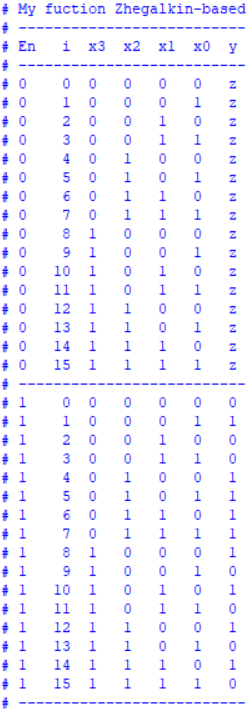 # My fuction Zhegalkin-based
# --------------------------
# En i x3 x2 x1 x0 y
# --------------------------
# 0 0 0 0 0 0 z
# 0 1 0 0 0 1 z
# 0 2 0 0 1 0 z
# 0 3 0 0 1 1 z
# 0 4 0 1 0 0 z
# 0 5 0 1 0 1 z
# 0 6 0 1 1 0 z
# 0 7 0 1 1 1 z
# 0 8 1 0 0 0 z
# 0 9 1 0 0 1 z
# 0 10 1 0 1 0 z
# 0 11 1 0 1 1 z
# 0 12 1 1 0 0 z
# 0 13 1 1 0 1 z
# 0 14 1 1 1 0 z
# 0 15 1 1 1 1 z
# --------------------------
# 1 0 0 0 0 0 0
# 1 1 0 0 0 1 1
# 1 2 0 0 1 0 0
# 1 3 0 0 1 1 0
# 1 4 0 1 0 0 1
# 1 5 0 1 0 1 1
# 1 6 0 1 1 0 1
# 1 7 0 1 1 1 1
# 1 8 1 0 0 0 1
# 1 9 1 0 0 1 0
# 1 10 1 0 1 0 1
# 1 11 1 0 1 1 0
# 1 12 1 1 0 0 1
# 1 13 1 1 0 1 0
# 1 14 1 1 1 0 1
# 1 15 1 1 1 1 0
# --------------------------